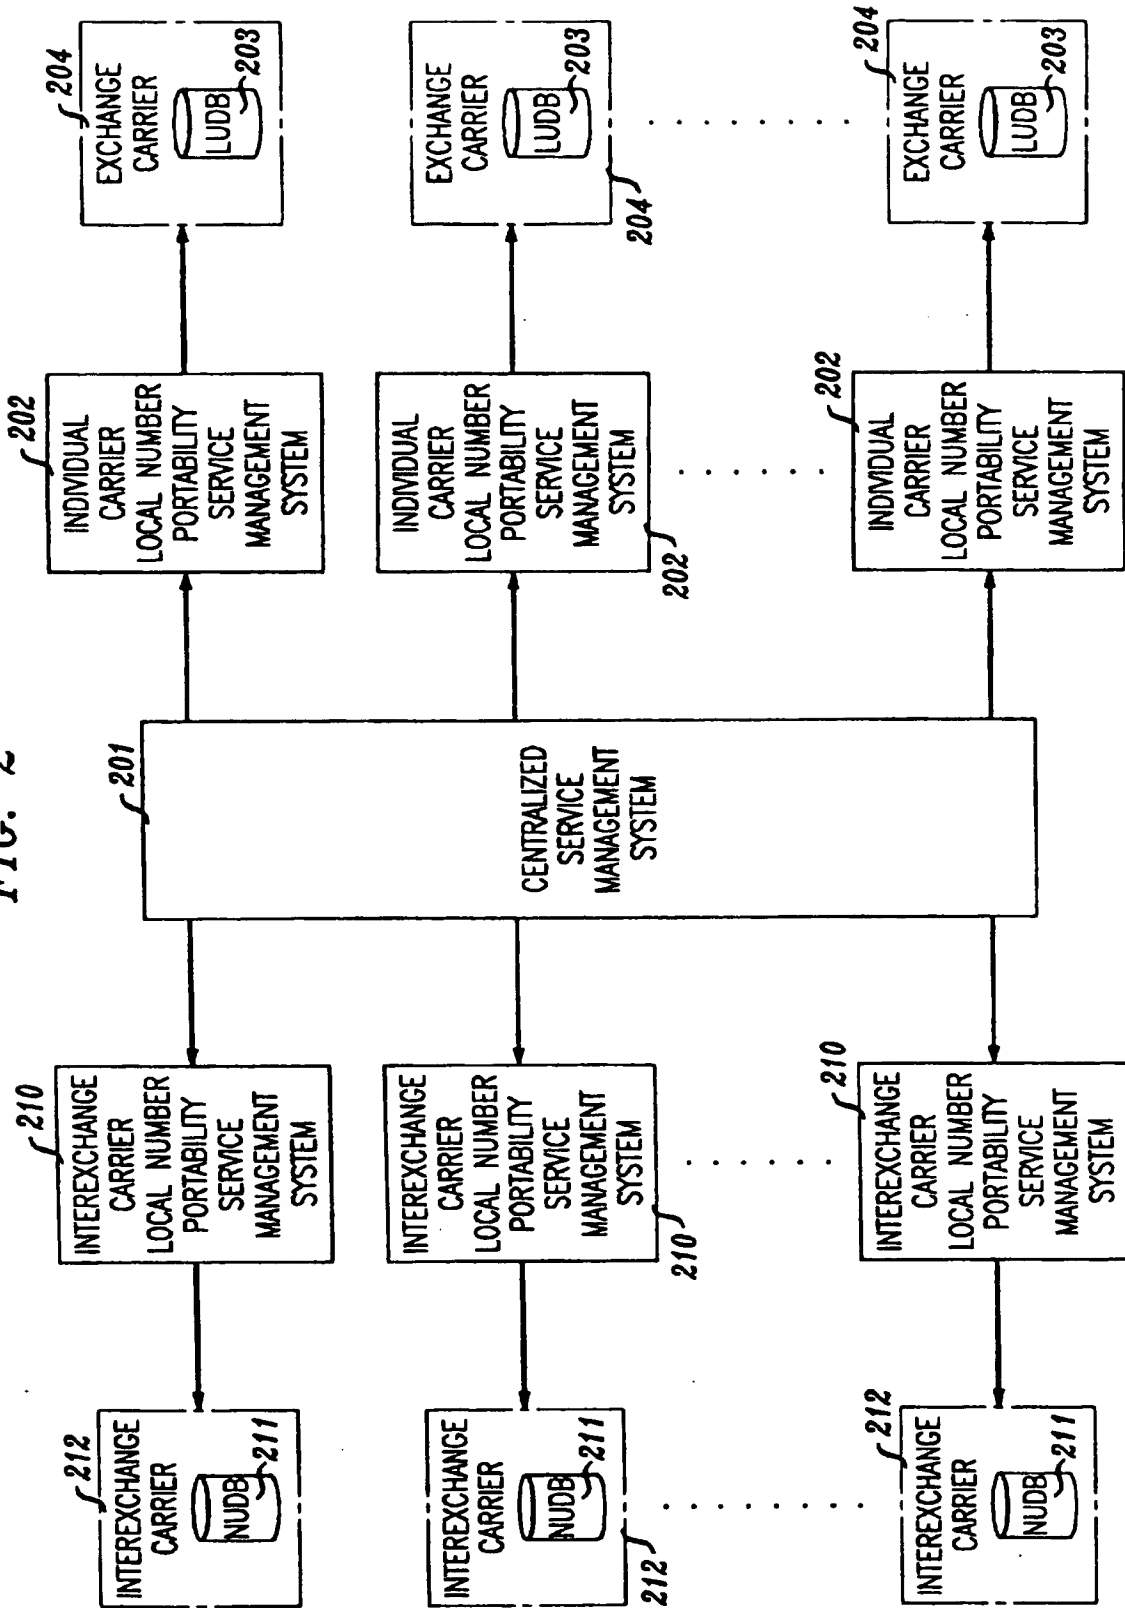 FIG. 2
212
INTEREXCHANGE
CARRIER
NUDB
211
210
INTEREXCHANGE
CARRIER
LOCAL NUMBER
PORTABILITY
SERVICE
MANAGEMENT
SYSTEM
201
CENTRALIZED
SERVICE
MANAGEMENT
SYSTEM
202
INDIVIDUAL
CARRIER
LOCAL NUMBER
PORTABILITY
SERVICE
MANAGEMENT
SYSTEM
204
EXCHANGE
CARRIER
LUDB
203
INTEREXCHANGE
CARRIER
NUDB
211
212
INTEREXCHANGE
CARRIER
LOCAL NUMBER
PORTABILITY
SERVICE
MANAGEMENT
SYSTEM
210
INDIVIDUAL
CARRIER
LOCAL NUMBER
PORTABILITY
SERVICE
MANAGEMENT
SYSTEM
202
EXCHANGE
CARRIER
LUDB
203
204
212
INTEREXCHANGE
CARRIER
NUDB
211
210
INTEREXCHANGE
CARRIER
LOCAL NUMBER
PORTABILITY
SERVICE
MANAGEMENT
SYSTEM
202
INDIVIDUAL
CARRIER
LOCAL NUMBER
PORTABILITY
SERVICE
MANAGEMENT
SYSTEM
204
EXCHANGE
CARRIER
LUDB
203